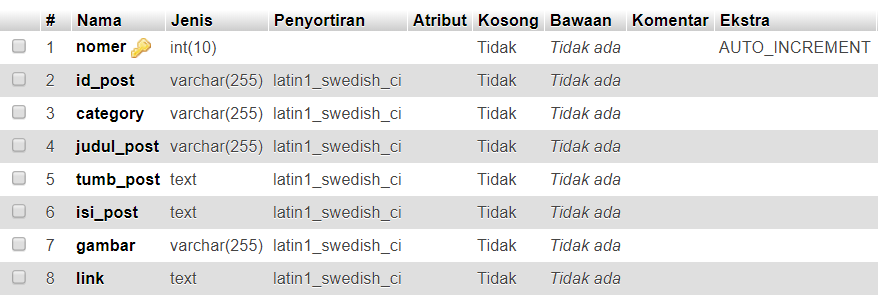 # Nama Jenis Penyortiran Atribut Kosong Bawaan Komentar Ekstra
1 nomer int(10) Tidak Tidak ada AUTO_INCREMENT
2 id_post varchar(255) latin1_swedish_ci Tidak Tidak ada
3 category varchar(255) latin1_swedish_ci Tidak Tidak ada
4 judul_post varchar(255) latin1_swedish_ci Tidak Tidak ada
5 tumb_post text latin1_swedish_ci Tidak Tidak ada
6 isi_post text latin1_swedish_ci Tidak Tidak ada
7 gambar varchar(255) latin1_swedish_ci Tidak Tidak ada
8 link text latin1_swedish_ci Tidak Tidak ada